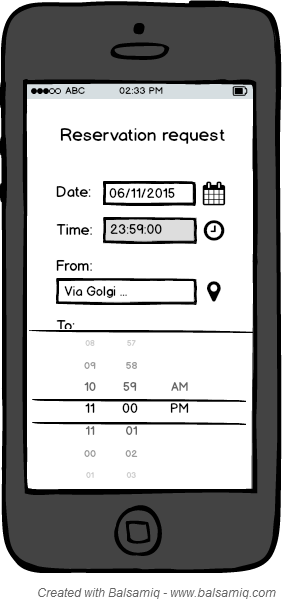 ABC 02:33 PM
Reservation request
Date: 06/11/2015
Time: 23:59:00
From:
Via Golgi ...
To:
08 57
09 58
10 59 AM
11 00 PM
11 01
00 02
01 03
Created with Balsamiq - www.balsamiq.com